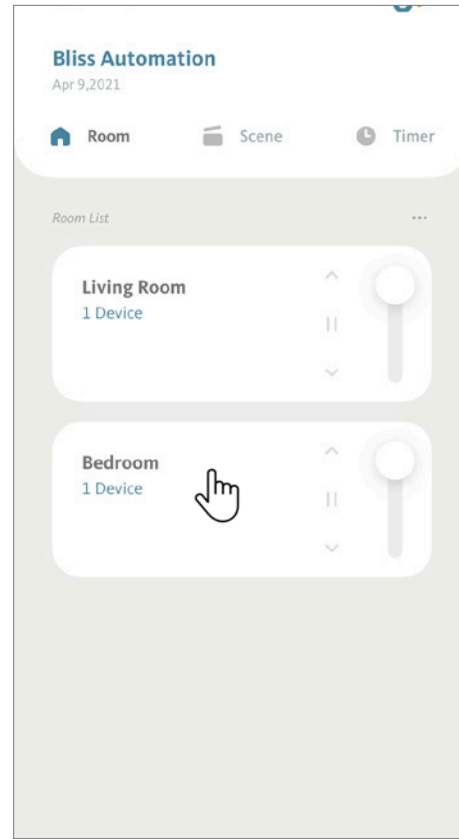 Bliss Automation
Apr 9,2021
Room Scene Timer
Room List
Living Room
1 Device
Bedroom
1 Device